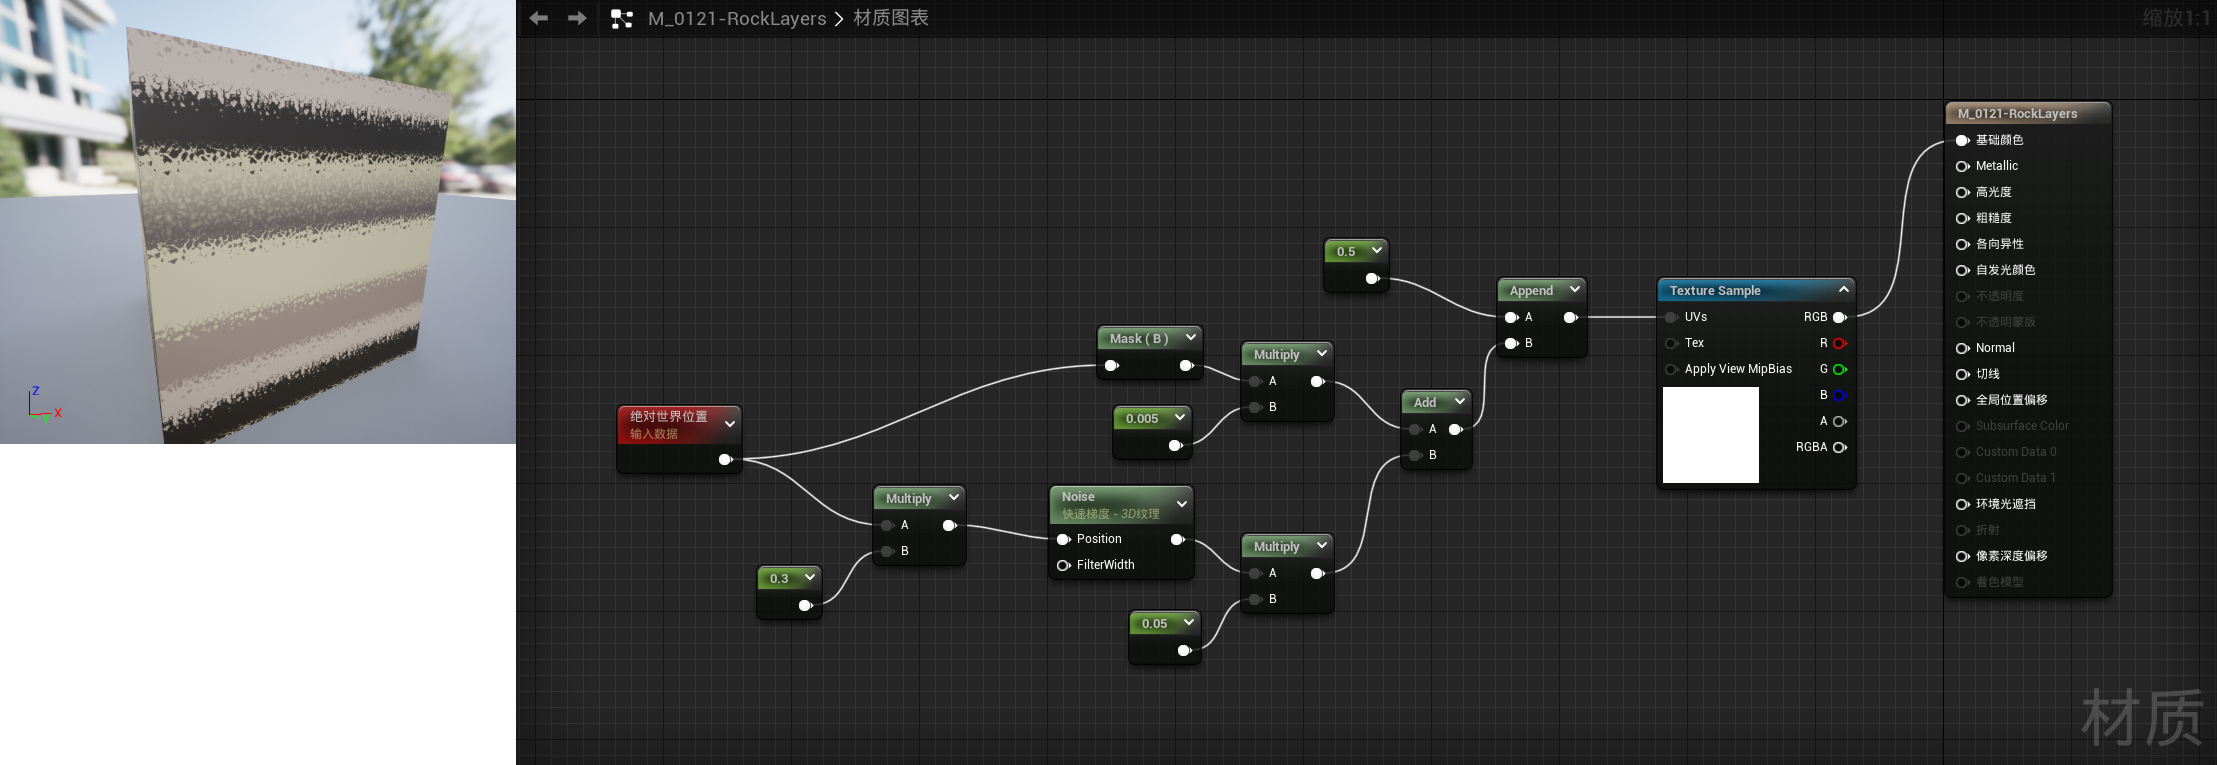 M_0121-RockLayers > 材质图表
缩放1:1
M_0121-RockLayers
基础颜色
Metallic
高光度
粗糙度
各向异性
自发光颜色
不透明度
不透明蒙版
Normal
切线
全局位置偏移
Subsurface Color
Custom Data 0
Custom Data 1
环境光遮挡
折射
像素深度偏移
着色模型
0.5
Append
A
B
Texture Sample
UVs
RGB
Tex
R
Apply View MipBias
G
B
A
RGBA
Mask ( B )
Multiply
A
B
0.005
Add
A
B
绝对世界位置
输入数据
Multiply
A
B
0.3
Noise
快速梯度 - 3D纹理
Position
FilterWidth
Multiply
A
B
0.05
Z
X
材质